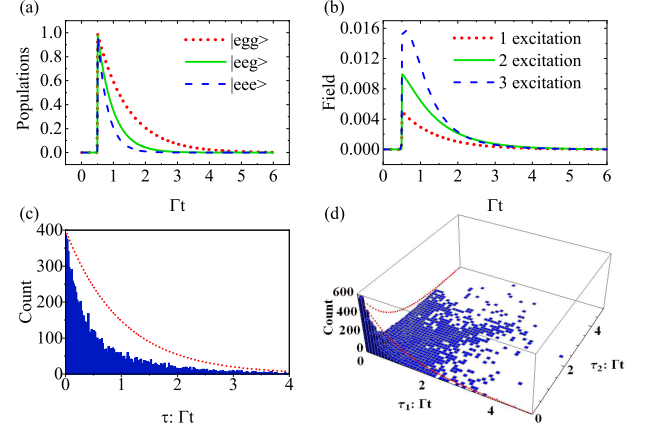 (a)
Populations
1.0
0.8
0.6
0.4
0.2
0.0
|egg>
|eeg>
|eee>
0 1 2 3 4 5 6
Γt
(b)
Field
0.016
0.012
0.008
0.004
0.000
1 excitation
2 excitation
3 excitation
0 1 2 3 4 5 6
Γt
(c)
Count
400
300
200
100
0
0 1 2 3 4
τ: Γt
(d)
Count
600
400
200
0
0
2
4
τ₁: Γt
0
2
4
τ₂: Γt